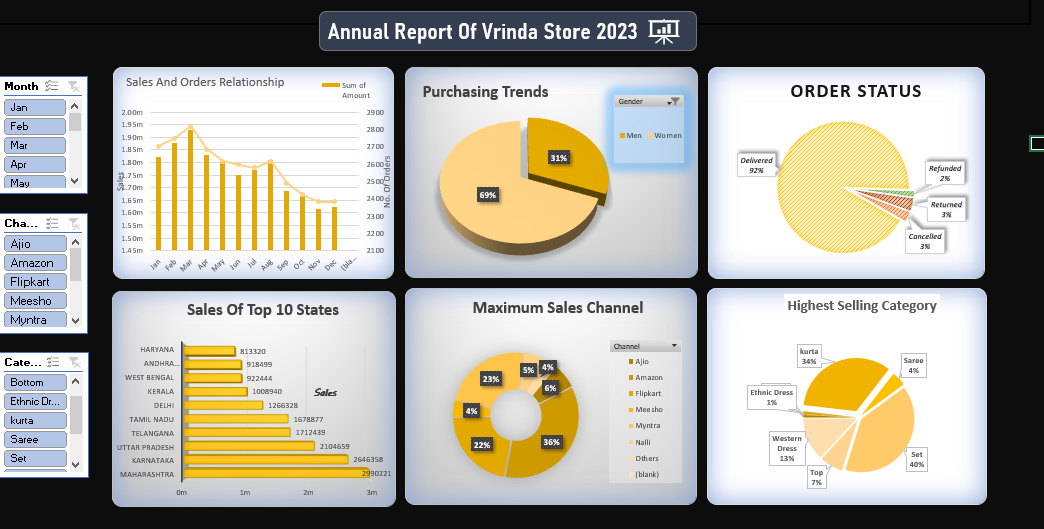 Annual Report Of Vrinda Store 2023
Month
Jan
Feb
Mar
Apr
May
Cha...
Ajio
Amazon
Flipkart
Meesho
Myntra
Cate...
Bottom
Ethnic Dr...
kurta
Saree
Set
Sales And Orders Relationship
Sum of
Amount
2.00m
1.95m
1.90m
1.85m
1.80m
1.75m
1.70m
1.65m
1.60m
1.55m
1.50m
1.45m
Sales
2900
2800
2700
2600
2500
2400
2300
2200
2100
No. Of Orders
Jan
Feb
Mar
Apr
May
Jun
Jul
Aug
Sep
Oct
Nov
Dec
(bla...
Purchasing Trends
Gender
Men
Women
31%
69%
ORDER STATUS
Delivered
92%
Refunded
2%
Returned
3%
Cancelled
3%
Sales Of Top 10 States
HARYANA 813320
ANDHRA... 918499
WEST BENGAL 922444
KERALA 1008940
DELHI 1266328
TAMIL NADU 1678877
TELANGANA 1712439
UTTAR PRADESH 2104659
KARNATAKA 2646358
MAHARASHTRA 2990221
Sales
0m 1m 2m 3m
Maximum Sales Channel
Channel
Ajio
Amazon
Flipkart
Meesho
Myntra
Nalli
Others
(blank)
5%
4%
6%
23%
4%
22%
36%
Highest Selling Category
kurta
34%
Saree
4%
Ethnic Dress
1%
Western
Dress
13%
Top
7%
Set
40%